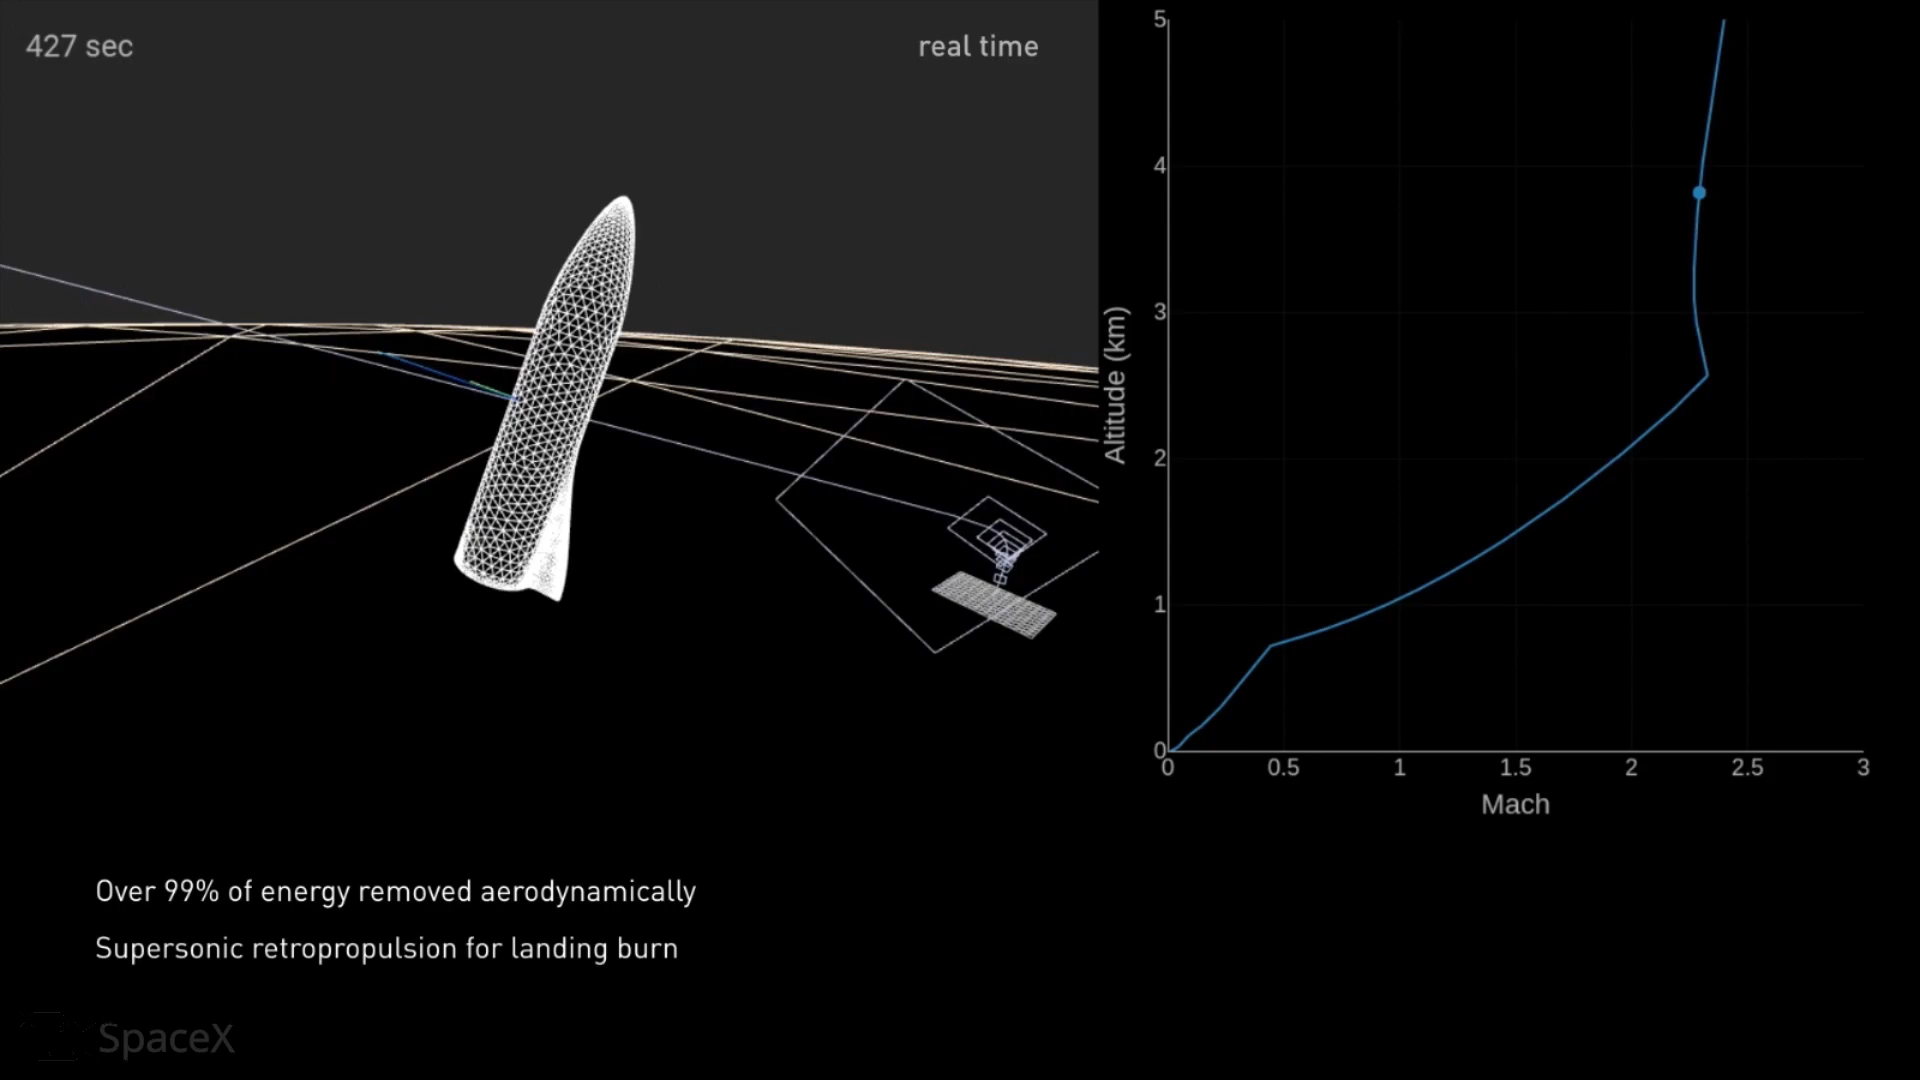 427 sec
real time
5
4
3
2
1
0
Altitude (km)
0 0.5 1 1.5 2 2.5 3
Mach
Over 99% of energy removed aerodynamically
Supersonic retropropulsion for landing burn
SpaceX